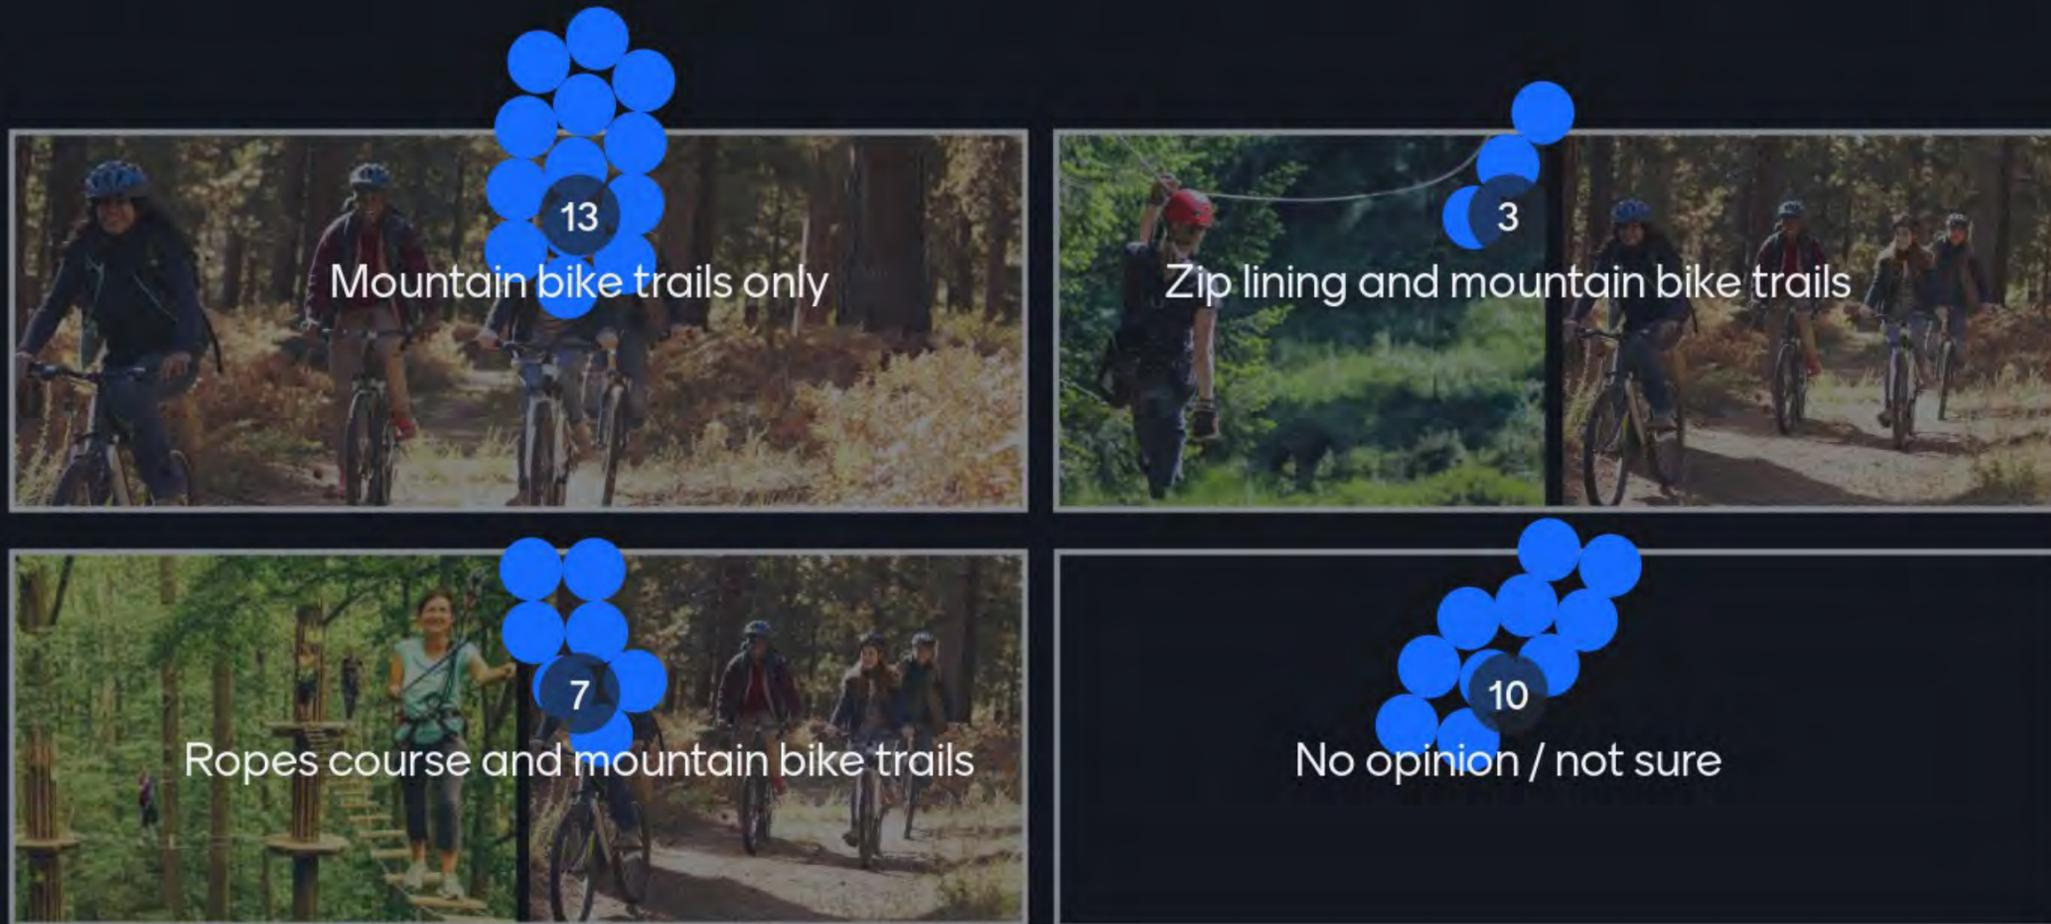 13
Mountain bike trails only
3
Zip lining and mountain bike trails
7
Ropes course and mountain bike trails
10
No opinion / not sure